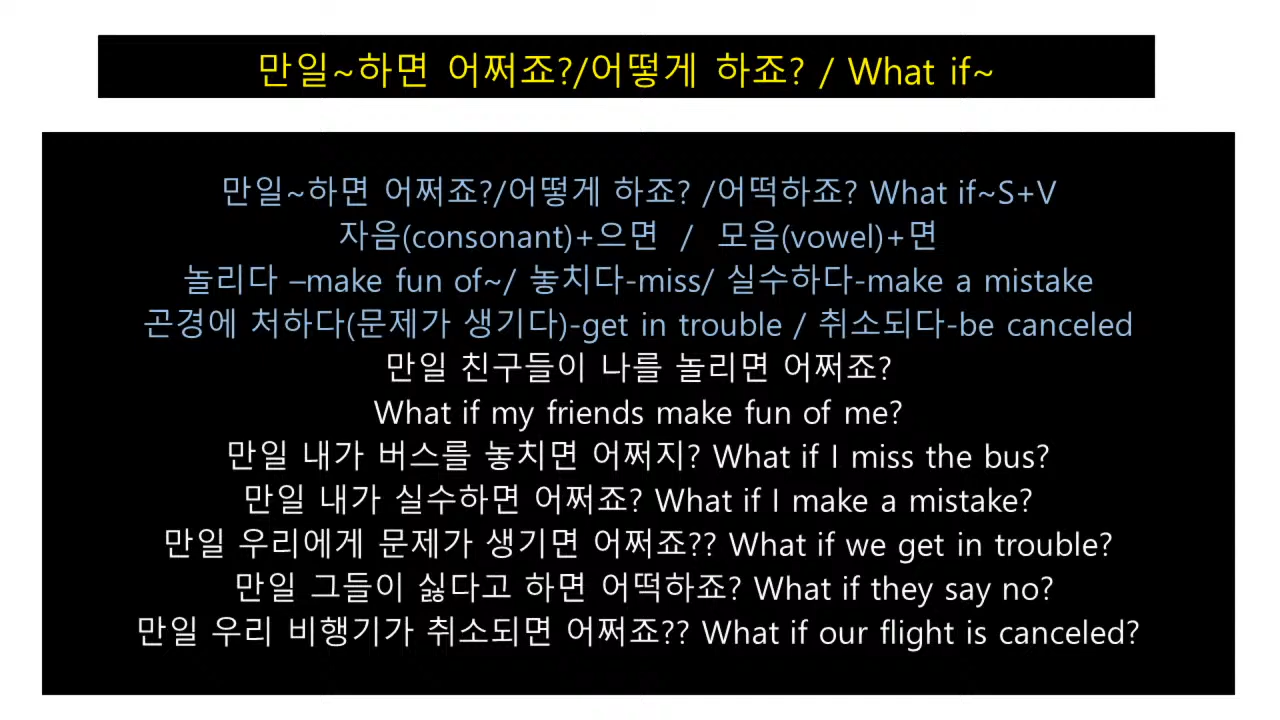 만일~하면 어쩌죠?/어떻게 하죠? / What if~
만일~하면 어쩌죠?/어떻게 하죠? /어떡하죠? What if~S+V
자음(consonant)+으면 / 모음(vowel)+면
놀리다 –make fun of~/ 놓치다-miss/ 실수하다-make a mistake
곤경에 처하다(문제가 생기다)-get in trouble / 취소되다-be canceled
만일 친구들이 나를 놀리면 어쩌죠?
What if my friends make fun of me?
만일 내가 버스를 놓치면 어쩌지? What if I miss the bus?
만일 내가 실수하면 어쩌죠? What if I make a mistake?
만일 우리에게 문제가 생기면 어쩌죠?? What if we get in trouble?
만일 그들이 싫다고 하면 어떡하죠? What if they say no?
만일 우리 비행기가 취소되면 어쩌죠?? What if our flight is canceled?